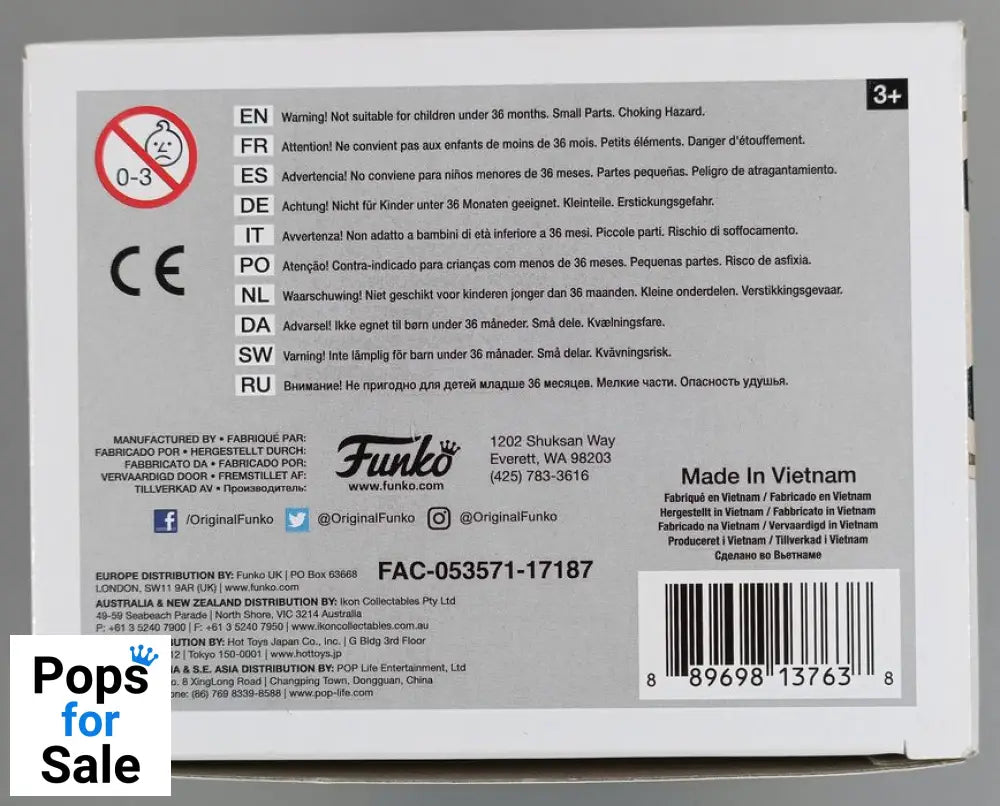 3+
0-3
EN Warning! Not suitable for children under 36 months. Small Parts. Choking Hazard.
FR Attention! Ne convient pas aux enfants de moins de 36 mois. Petits éléments. Danger d'étouffement.
ES Advertencia! No conviene para niños menores de 36 meses. Partes pequeñas. Peligro de atragantamiento.
DE Achtung! Nicht für Kinder unter 36 Monaten geeignet. Kleinteile. Erstickungsgefahr.
IT Avvertenza! Non adatto a bambini di età inferiore a 36 mesi. Piccole parti. Rischio di soffocamento.
PO Atenção! Contra-indicado para crianças com menos de 36 meses. Pequenas partes. Risco de asfixia.
NL Waarschuwing! Niet geschikt voor kinderen jonger dan 36 maanden. Kleine onderdelen. Verstikkingsgevaar.
DA Advarsel! Ikke egnet til børn under 36 måneder. Små dele. Kvælningsfare.
SW Varning! Inte lämplig för barn under 36 månader. Små delar. Kvävningsrisk.
RU Внимание! Не пригодно для детей младше 36 месяцев. Мелкие части. Опасность удушья.
CE
MANUFACTURED BY • FABRIQUÉ PAR:
FABRICADO POR • HERGESTELLT DURCH:
FABBRICATO DA • FABRICADO POR:
VERVAARDIGD DOOR • FREMSTILLET AF:
TILLVERKAD AV • Производитель:
Funko
www.funko.com
1202 Shuksan Way
Everett, WA 98203
(425) 783-3616
/OriginalFunko @OriginalFunko @OriginalFunko
Made In Vietnam
Fabriqué en Vietnam / Fabricado en Vietnam
Hergestellt in Vietnam / Fabbricato in Vietnam
Fabricado na Vietnam / Vervaardigd in Vietnam
Produceret i Vietnam / Tillverkad i Vietnam
Сделано во Вьетнаме
EUROPE DISTRIBUTION BY: Funko UK | PO Box 63668
LONDON, SW11 9AR (UK) | www.funko.com
FAC-053571-17187
AUSTRALIA & NEW ZEALAND DISTRIBUTION BY: Ikon Collectables Pty Ltd
49-59 Seabeach Parade | North Shore, VIC 3214 Australia
P: +61 3 5240 7900 | F: +61 3 5240 7950 | www.ikoncollectables.com.au
UTION BY: Hot Toys Japan Co., Inc. | G Bldg 3rd Floor
12 | Tokyo 150-0001 | www.hottoys.jp
IA & S.E. ASIA DISTRIBUTION BY: POP Life Entertainment, Ltd
o. 8 XingLong Road | Changping Town, Dongguan, China
one: (86) 769 8339-8588 | www.pop-life.com
8 89698 13763 8
Pops
for
Sale